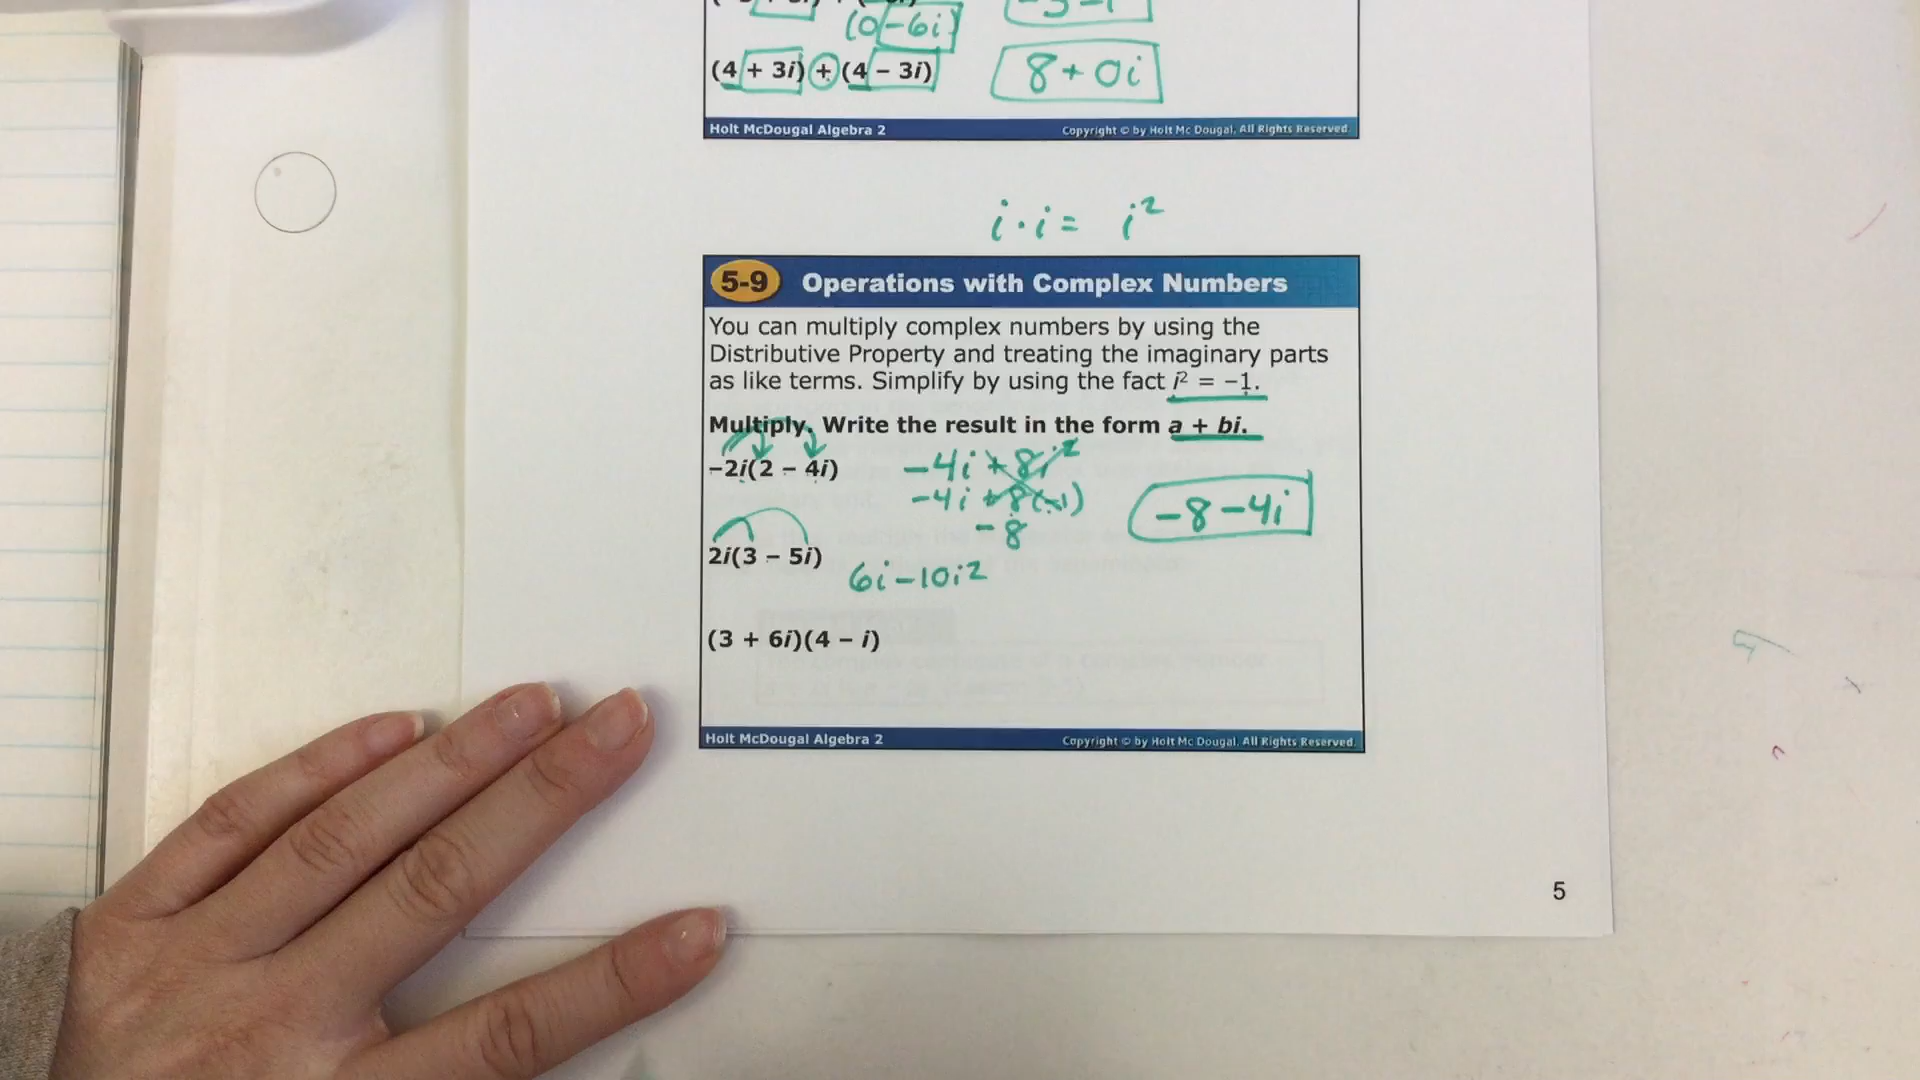 (0 - 6i)
(4 + 3i) + (4 – 3i)
8 + 0i
Holt McDougal Algebra 2
Copyright © by Holt Mc Dougal. All Rights Reserved.
i · i = i²
5-9 Operations with Complex Numbers
You can multiply complex numbers by using the
Distributive Property and treating the imaginary parts
as like terms. Simplify by using the fact i² = –1.
Multiply. Write the result in the form a + bi.
–2i(2 – 4i)
-4i + 8i²
-4i + 8(-1)
-8
-8 - 4i
2i(3 – 5i)
6i - 10i²
(3 + 6i)(4 – i)
Holt McDougal Algebra 2
Copyright © by Holt Mc Dougal. All Rights Reserved.
5